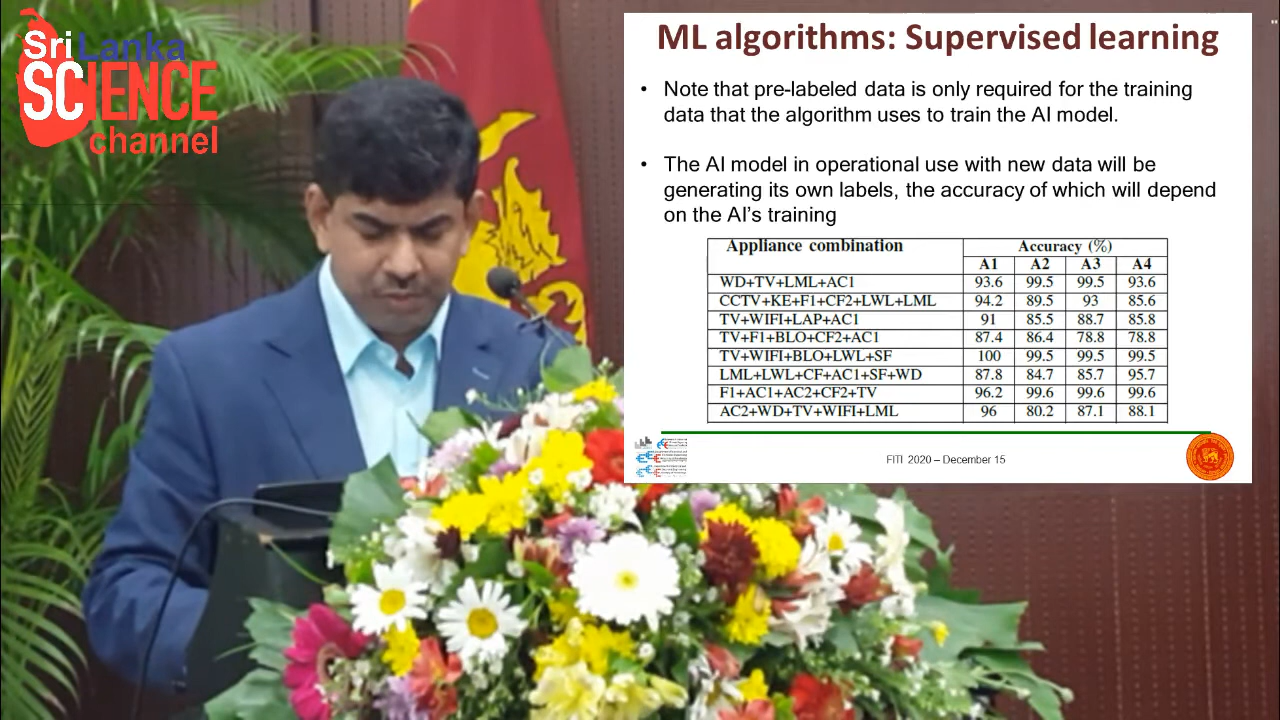 Sri Lanka
SCIENCE
channel
ML algorithms: Supervised learning
• Note that pre-labeled data is only required for the training
data that the algorithm uses to train the AI model.
• The AI model in operational use with new data will be
generating its own labels, the accuracy of which will depend
on the AI's training
Appliance combination Accuracy (%)
A1 A2 A3 A4
WD+TV+LML+AC1 93.6 99.5 99.5 93.6
CCTV+KE+F1+CF2+LWL+LML 94.2 89.5 93 85.6
TV+WIFI+LAP+AC1 91 85.5 88.7 85.8
TV+F1+BLO+CF2+AC1 87.4 86.4 78.8 78.8
TV+WIFI+BLO+LWL+SF 100 99.5 99.5 99.5
LML+LWL+CF+AC1+SF+WD 87.8 84.7 85.7 95.7
F1+AC1+AC2+CF2+TV 96.2 99.6 99.6 99.6
AC2+WD+TV+WIFI+LML 96 80.2 87.1 88.1
FITI 2020 – December 15